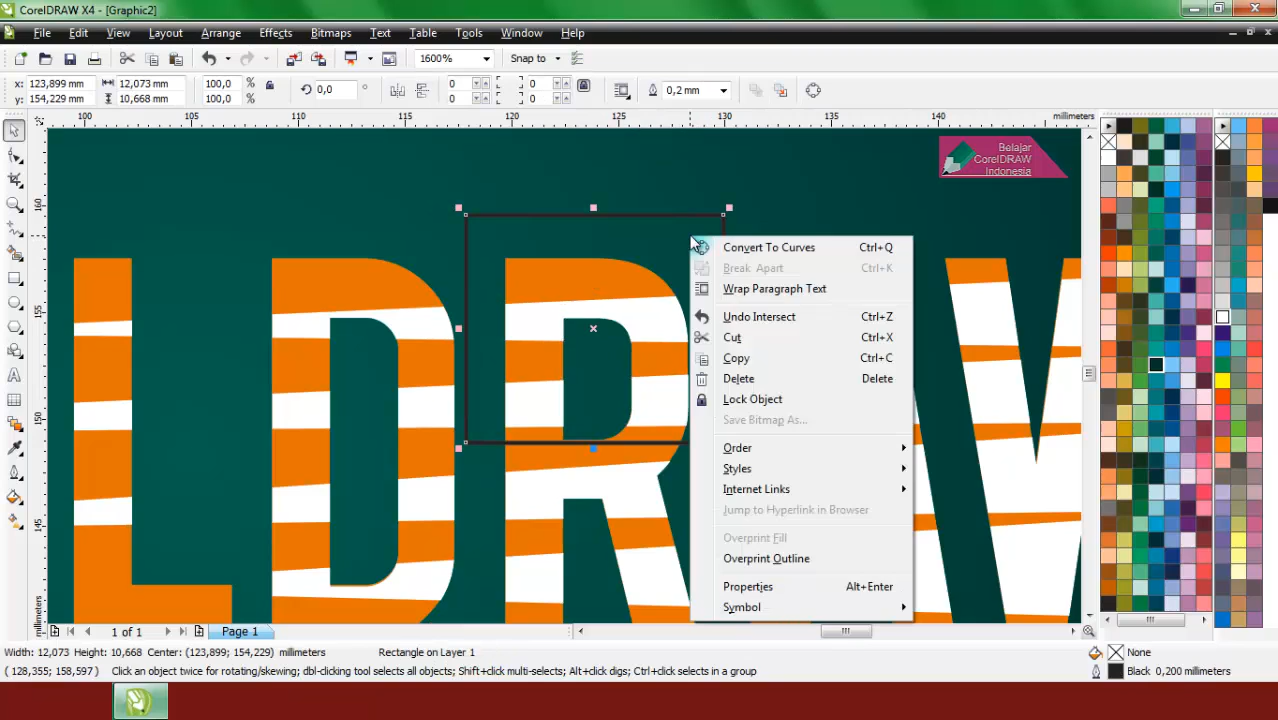 CorelDRAW X4 - [Graphic2]
File Edit View Layout Arrange Effects Bitmaps Text Table Tools Window Help
1600% Snap to
x: 123,899 mm 12,073 mm 100,0 % 0,0 ° 0 0 0,2 mm
y: 154,229 mm 10,668 mm 100,0 % 0 0
100 105 110 115 120 125 130 140 millimeters
Belajar
CorelDRAW
Indonesia
160
155
150
145
millimeters
LDRAW
Convert To Curves Ctrl+Q
Break Apart Ctrl+K
Wrap Paragraph Text
Undo Intersect Ctrl+Z
Cut Ctrl+X
Copy Ctrl+C
Delete Delete
Lock Object
Save Bitmap As...
Order
Styles
Internet Links
Jump to Hyperlink in Browser
Overprint Fill
Overprint Outline
Properties Alt+Enter
Symbol
1 of 1 Page 1
Width: 12,073 Height: 10,668 Center: (123,899; 154,229) millimeters Rectangle on Layer 1 None
( 128,355; 158,597 ) Click an object twice for rotating/skewing; dbl-clicking tool selects all objects; Shift+click multi-selects; Alt+click digs; Ctrl+click selects in a group Black 0,200 millimeters